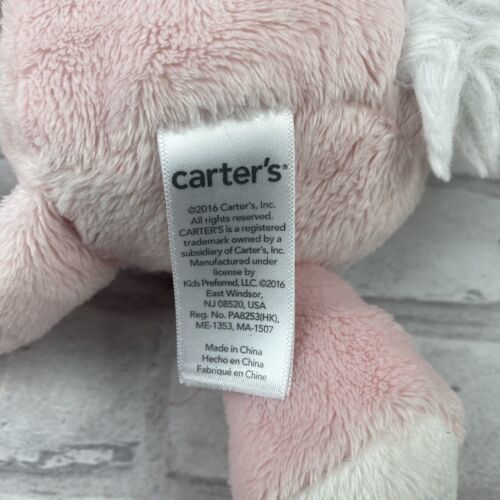 carter's®
©2016 Carter's, Inc.
All rights reserved.
CARTER'S is a registered
trademark owned by a
subsidiary of Carter's, Inc.
Manufactured under
license by
Kids Preferred, LLC. ©2016
East Windsor,
NJ 08520, USA
Reg. No. PA8253(HK),
ME-1353, MA-1507
Made in China
Hecho en China
Fabriqué en Chine